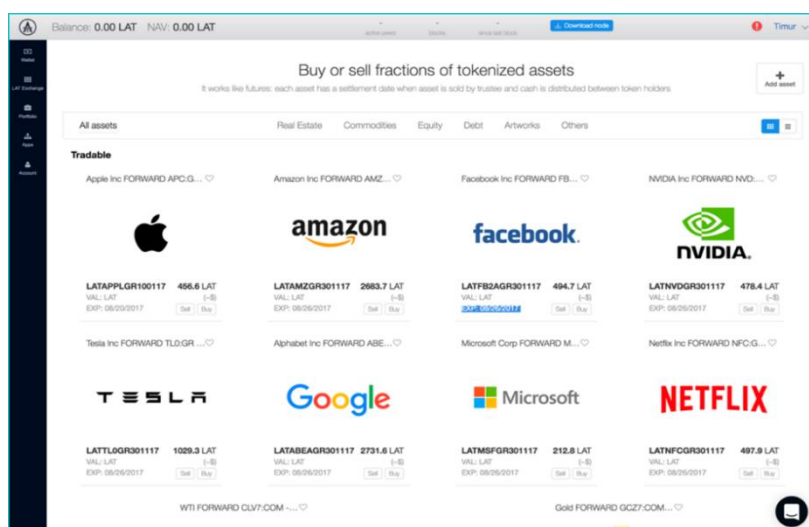 Balance: 0.00 LAT NAV: 0.00 LAT
active peers
blocks
since last block
Download node
Timur
Wallet
LAT Exchange
Portfolio
Apps
Account
Buy or sell fractions of tokenized assets
It works like futures: each asset has a settlement date when asset is sold by trustee and cash is distributed between token holders
Add asset
All assets Real Estate Commodities Equity Debt Artworks Others
Tradable
Apple Inc FORWARD APC:G...
Amazon Inc FORWARD AMZ...
Facebook Inc FORWARD FB...
NVIDIA Inc FORWARD NVD:...
amazon
facebook.
NVIDIA.
LATAPPLGR100117 456.6 LAT
VAL: LAT (~$)
EXP: 08/20/2017 Sell Buy
LATAMZGR301117 2683.7 LAT
VAL: LAT (~$)
EXP: 08/26/2017 Sell Buy
LATFB2AGR301117 494.7 LAT
VAL: LAT (~$)
EXP: 08/26/2017 Sell Buy
LATNVDGR301117 478.4 LAT
VAL: LAT (~$)
EXP: 08/26/2017 Sell Buy
Tesla Inc FORWARD TL0:GR ...
Alphabet Inc FORWARD ABE...
Microsoft Corp FORWARD M...
Netflix Inc FORWARD NFC:G...
TESLA
Google
Microsoft
NETFLIX
LATTL0GR301117 1029.3 LAT
VAL: LAT (~$)
EXP: 08/26/2017 Sell Buy
LATABEAGR301117 2731.6 LAT
VAL: LAT (~$)
EXP: 08/26/2017 Sell Buy
LATMSFGR301117 212.8 LAT
VAL: LAT (~$)
EXP: 08/26/2017 Sell Buy
LATNFCGR301117 497.9 LAT
VAL: LAT (~$)
EXP: 08/26/2017 Sell Buy
WTI FORWARD CLV7:COM -...
Gold FORWARD GCZ7:COM...